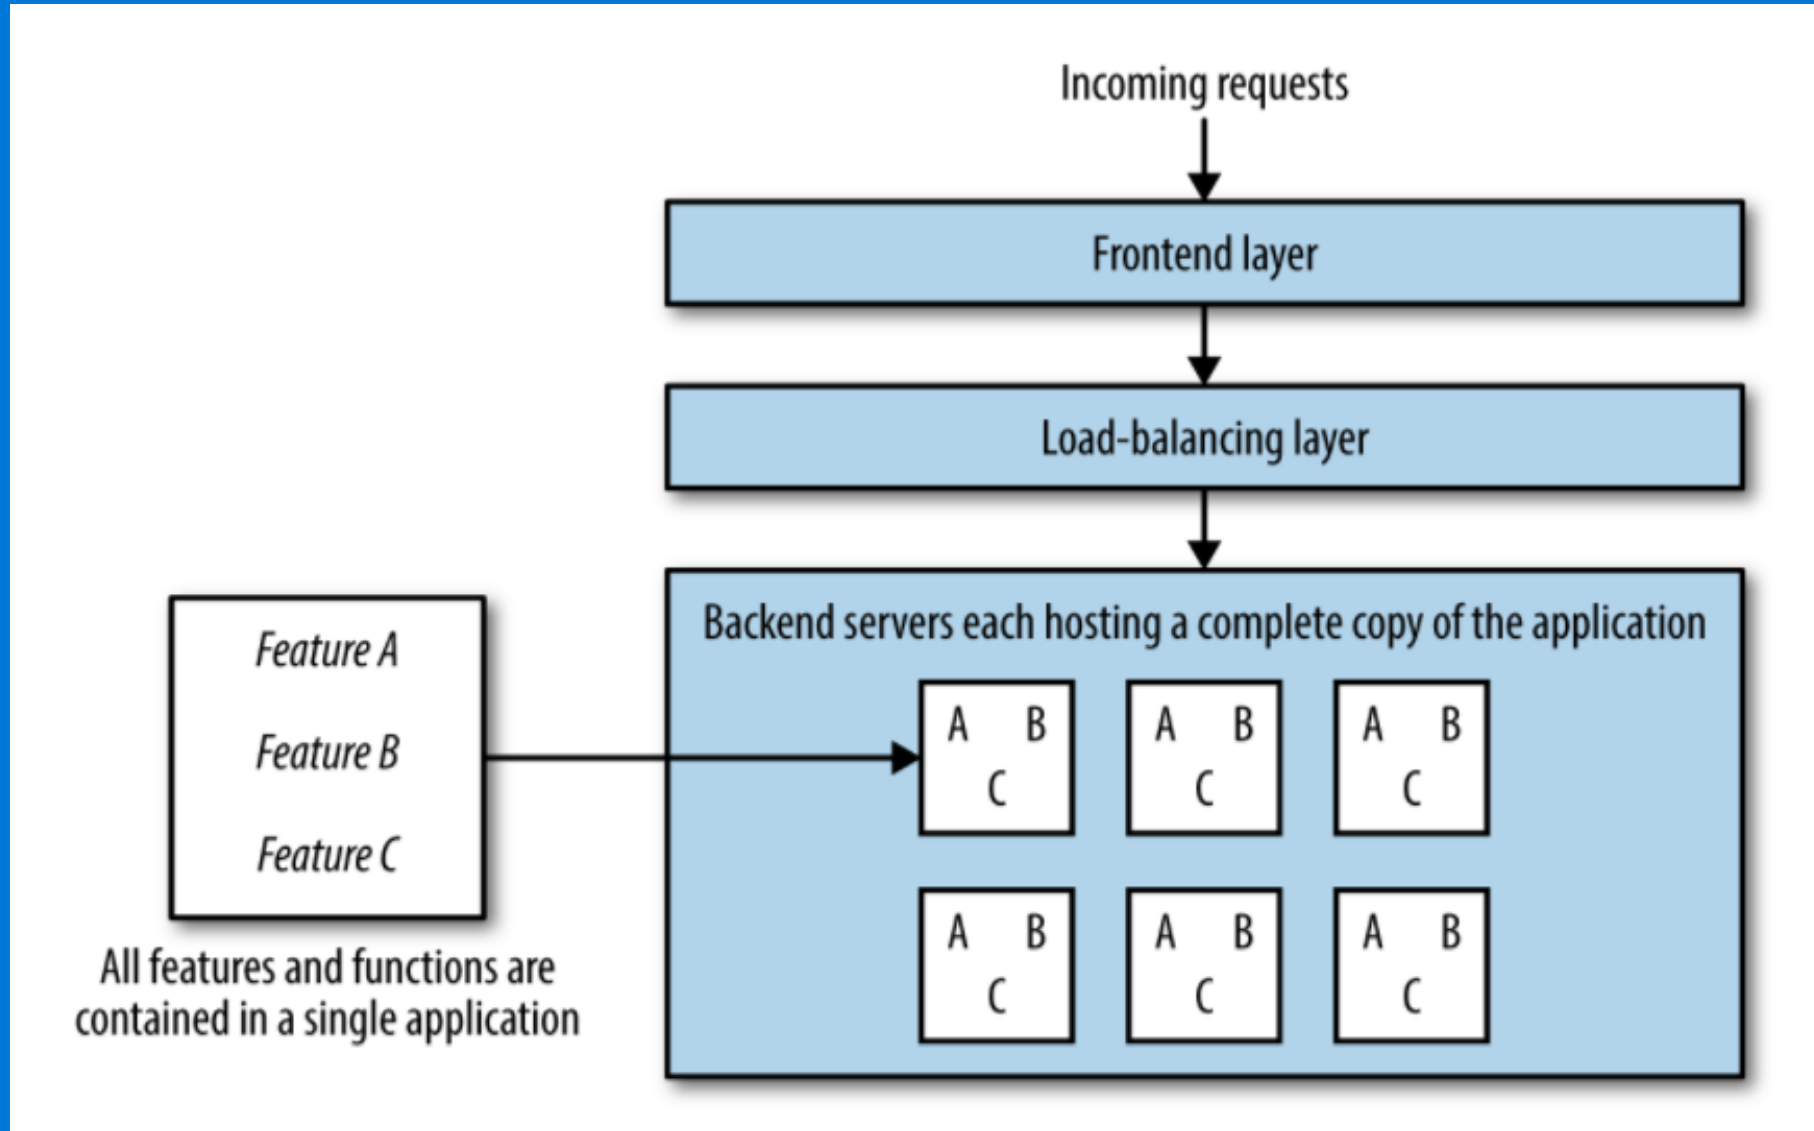 Incoming requests
Frontend layer
Load-balancing layer
Backend servers each hosting a complete copy of the application
Feature A
Feature B
Feature C
All features and functions are
contained in a single application
A B
C
A B
C
A B
C
A B
C
A B
C
A B
C